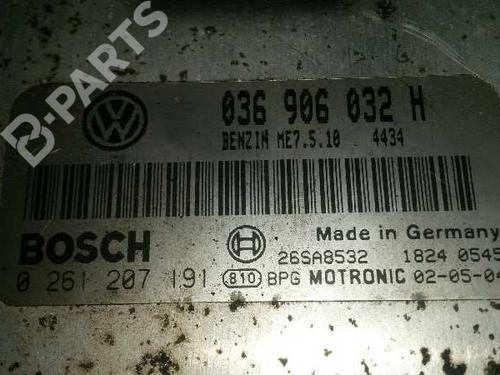 B-PARTS
036 906 032 H
BENZIN ME7.5.10 4434
BOSCH
Made in Germany
26SA8532 1824 0545
0 261 207 191 810 BPG MOTRONIC 02-05-04